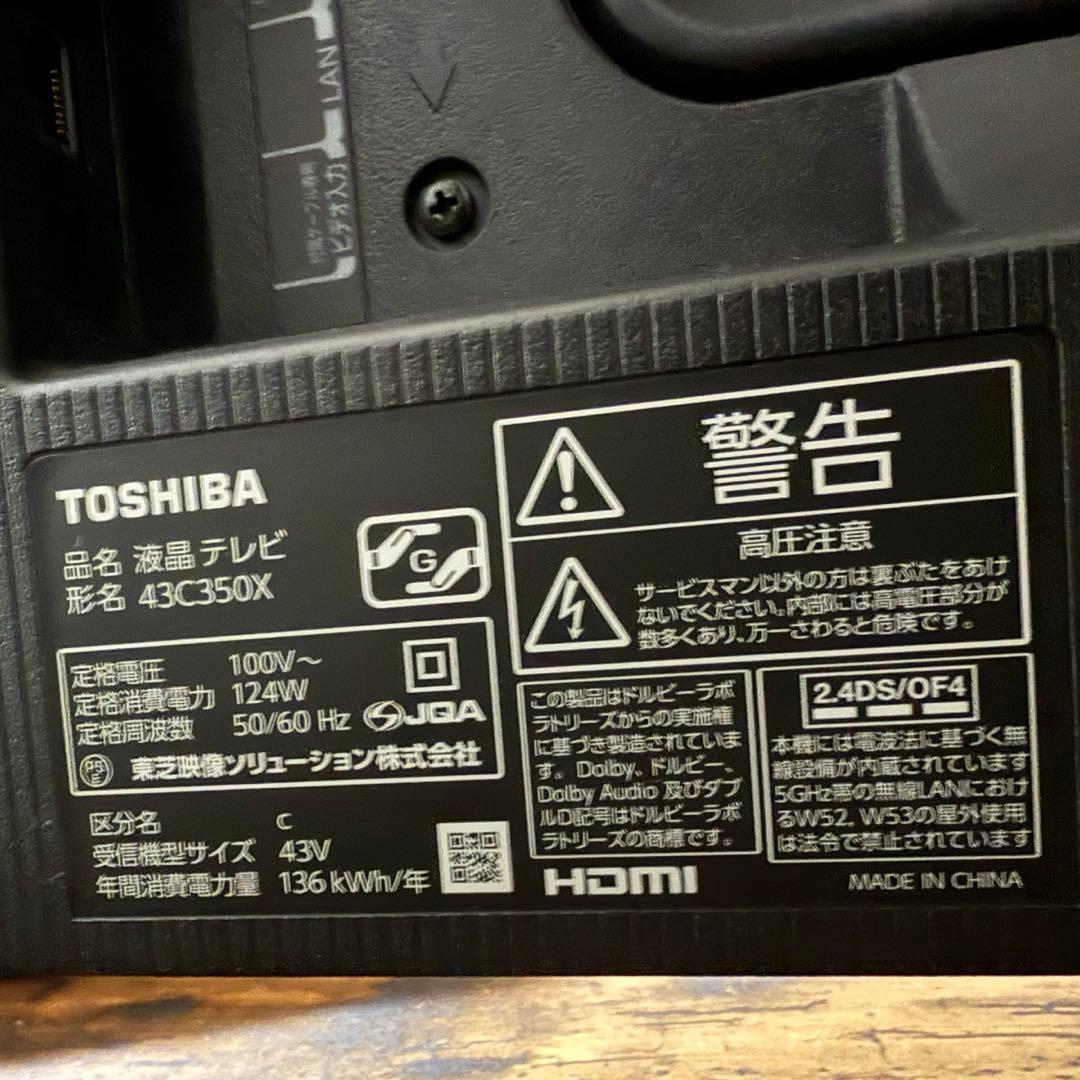 LAN
ビデオ入力
TOSHIBA
品名 液晶テレビ
形名 43C350X
G
定格電圧 100V～
定格消費電力 124W
定格周波数 50/60 Hz
JQA
東芝映像ソリューション株式会社
区分名 C
受信機型サイズ 43V
年間消費電力量 136 kWh/年
警告
高圧注意
サービスマン以外の方は裏ぶたをあけ
ないでください。内部には高電圧部分が
数多くあり、万一さわると危険です。
この製品はドルビーラボ
ラトリーズからの実施権
に基づき製造されていま
す。Dolby、ドルビー、
Dolby Audio 及びダブ
ルD記号はドルビーラボ
ラトリーズの商標です。
HDMI
2.4DS/OF4
本機には電波法に基づく無
線設備が内蔵されています
5GHz帯の無線LANにおけ
るW52、W53の屋外使用
は法令で禁止されています
MADE IN CHINA